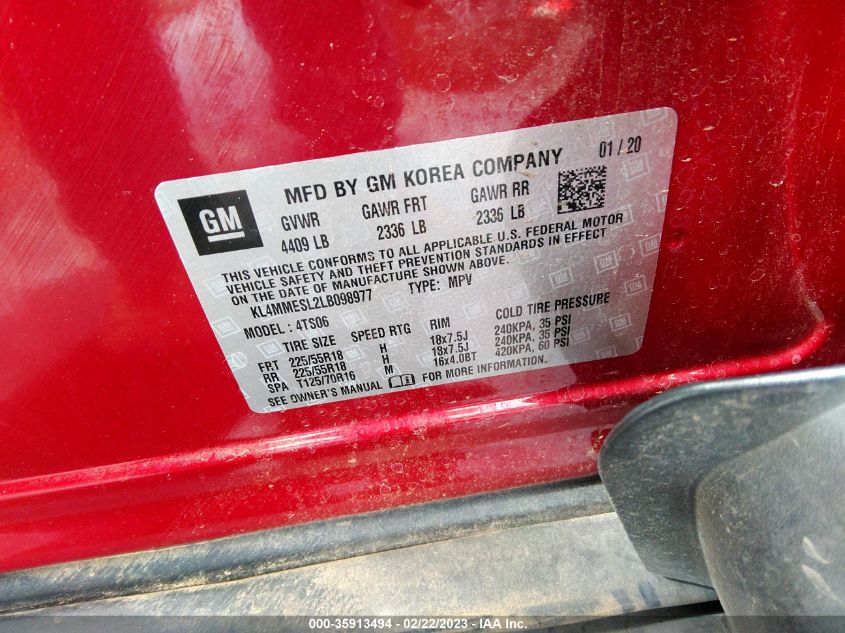 MFD BY GM KOREA COMPANY 01 / 20
GM
GVWR GAWR FRT GAWR RR
4409 LB 2336 LB 2336 LB
THIS VEHICLE CONFORMS TO ALL APPLICABLE U.S. FEDERAL MOTOR
VEHICLE SAFETY AND THEFT PREVENTION STANDARDS IN EFFECT
ON THE DATE OF MANUFACTURE SHOWN ABOVE.
KL4MMESL2LB098977 TYPE: MPV
MODEL: 4TS06
TIRE SIZE SPEED RTG RIM COLD TIRE PRESSURE
FRT 225/55R18 H 18x7.5J 240KPA, 35 PSI
RR 225/55R18 H 18x7.5J 240KPA, 35 PSI
SPA T125/70R16 M 16x4.0BT 420KPA, 60 PSI
SEE OWNER'S MANUAL FOR MORE INFORMATION.
000-35913494 - 02/22/2023 - IAA Inc.